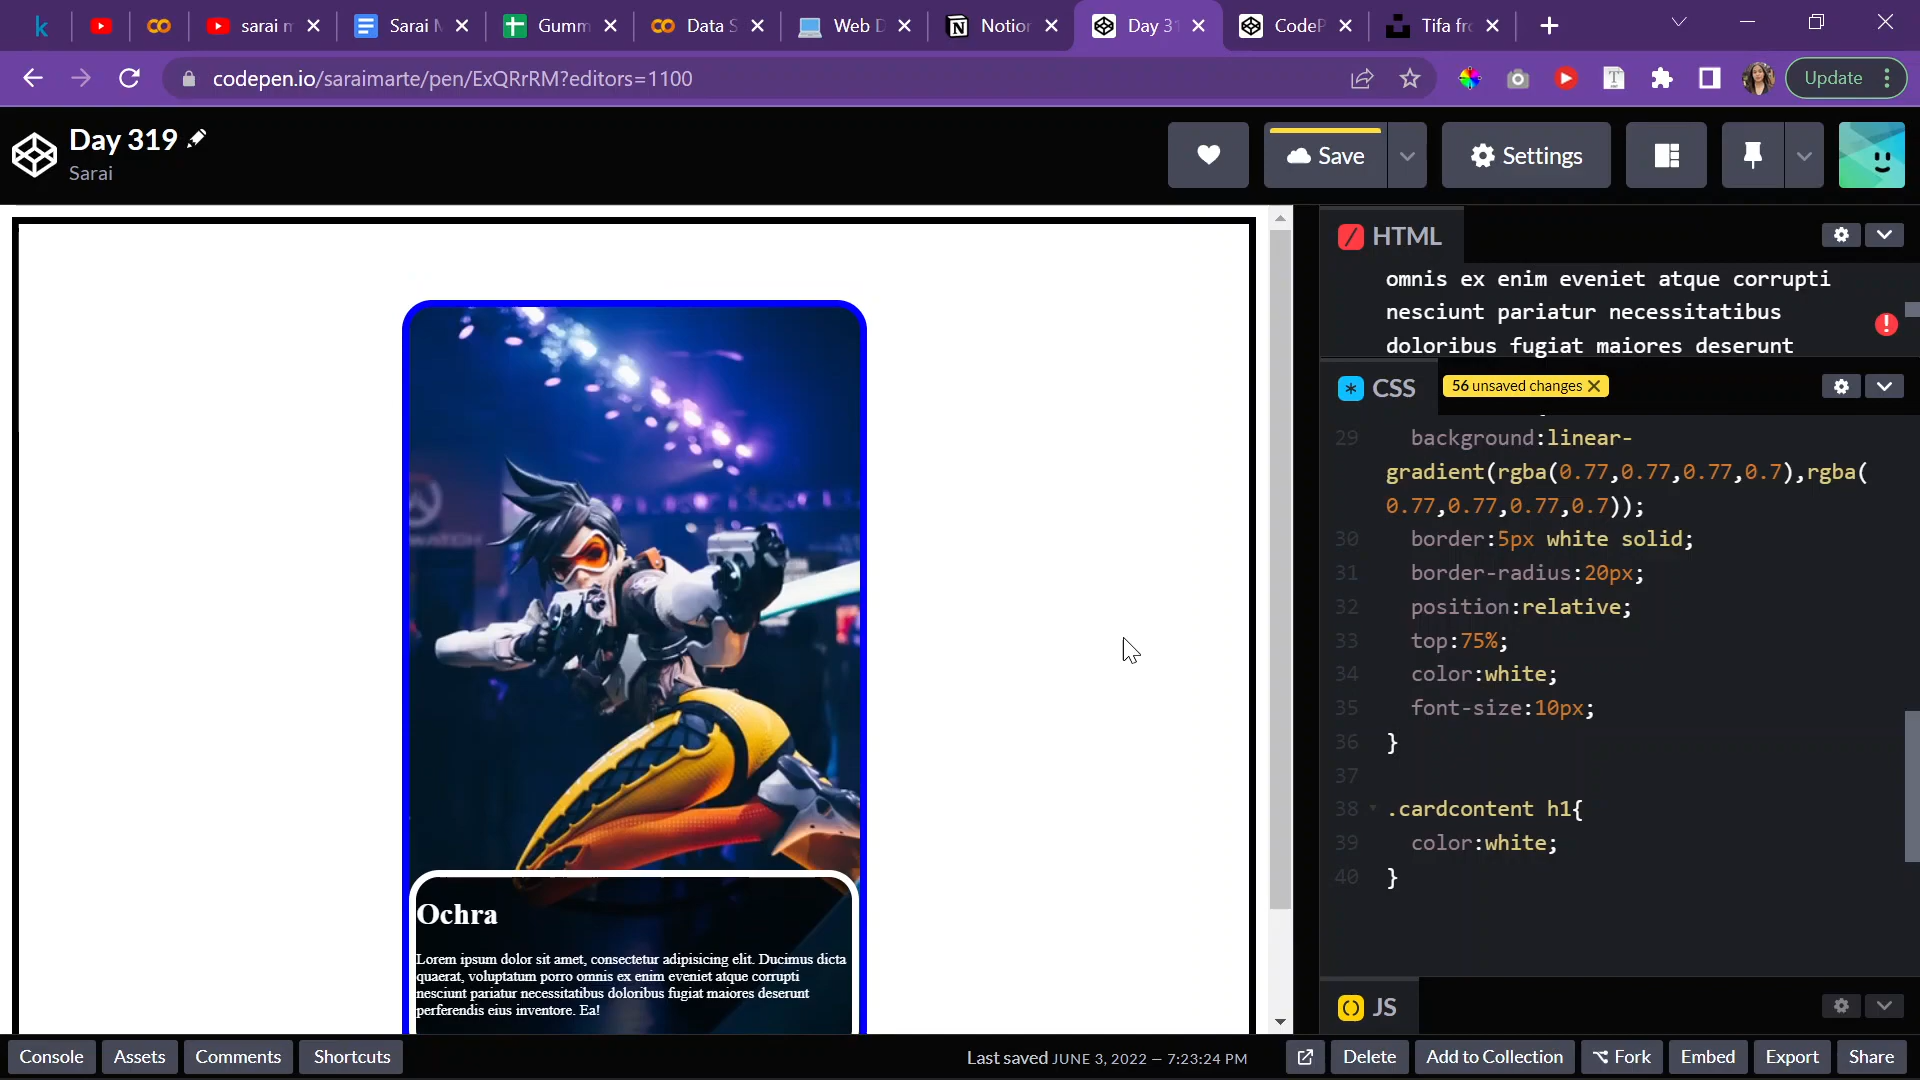 sarai m
Sarai M
Gumm
Data S
Web D
Notion
Day 31
CodeP
Tifa fro
codepen.io/saraimarte/pen/ExQRrRM?editors=1100
Update
Day 319
Sarai
Save
Settings
Ochra
Lorem ipsum dolor sit amet, consectetur adipisicing elit. Ducimus dicta
quaerat, voluptatum porro omnis ex enim eveniet atque corrupti
nesciunt pariatur necessitatibus doloribus fugiat maiores deserunt
perferendis eius inventore. Ea!
HTML
omnis ex enim eveniet atque corrupti
nesciunt pariatur necessitatibus
doloribus fugiat maiores deserunt
CSS
56 unsaved changes
29 background:linear-
gradient(rgba(0.77,0.77,0.77,0.7),rgba(
0.77,0.77,0.77,0.7));
30 border:5px white solid;
31 border-radius:20px;
32 position:relative;
33 top:75%;
34 color:white;
35 font-size:10px;
36 }
37
38 .cardcontent h1{
39 color:white;
40 }
JS
Console
Assets
Comments
Shortcuts
Last saved JUNE 3, 2022 — 7:23:24 PM
Delete
Add to Collection
Fork
Embed
Export
Share